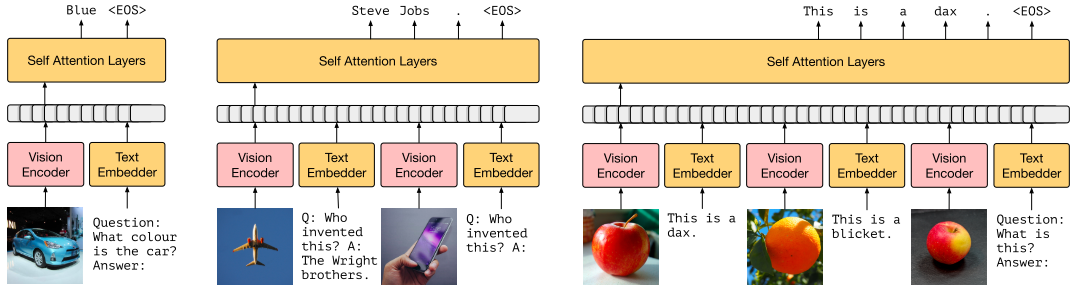 Blue <EOS>
Self Attention Layers
Vision
Encoder
Text
Embedder
Question:
What colour
is the car?
Answer:
Steve Jobs . <EOS>
Self Attention Layers
Vision
Encoder
Text
Embedder
Vision
Encoder
Text
Embedder
Q: Who
invented
this? A:
The Wright
brothers.
Q: Who
invented
this? A:
This is a dax . <EOS>
Self Attention Layers
Vision
Encoder
Text
Embedder
Vision
Encoder
Text
Embedder
Vision
Encoder
Text
Embedder
This is a
dax.
This is a
blicket.
Question:
What is
this?
Answer: